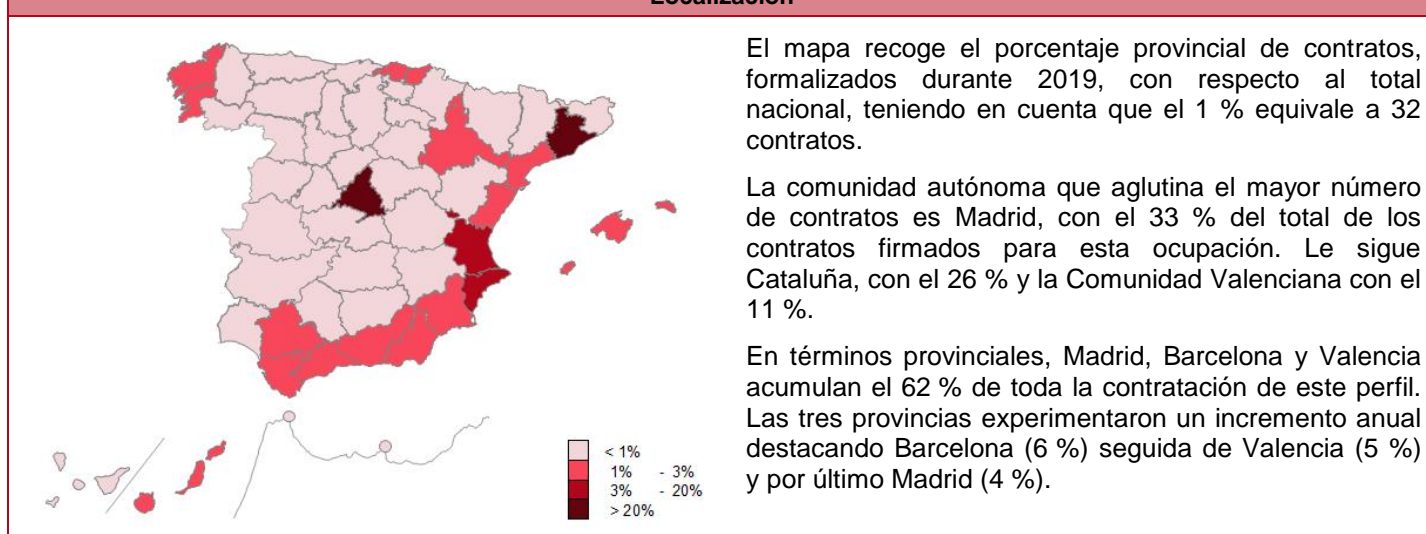 Localización
El mapa recoge el porcentaje provincial de contratos,
formalizados durante 2019, con respecto al total
nacional, teniendo en cuenta que el 1 % equivale a 32
contratos.
La comunidad autónoma que aglutina el mayor número
de contratos es Madrid, con el 33 % del total de los
contratos firmados para esta ocupación. Le sigue
Cataluña, con el 26 % y la Comunidad Valenciana con el
11 %.
En términos provinciales, Madrid, Barcelona y Valencia
acumulan el 62 % de toda la contratación de este perfil.
Las tres provincias experimentaron un incremento anual
destacando Barcelona (6 %) seguida de Valencia (5 %)
y por último Madrid (4 %).
< 1%
1% - 3%
3% - 20%
> 20%